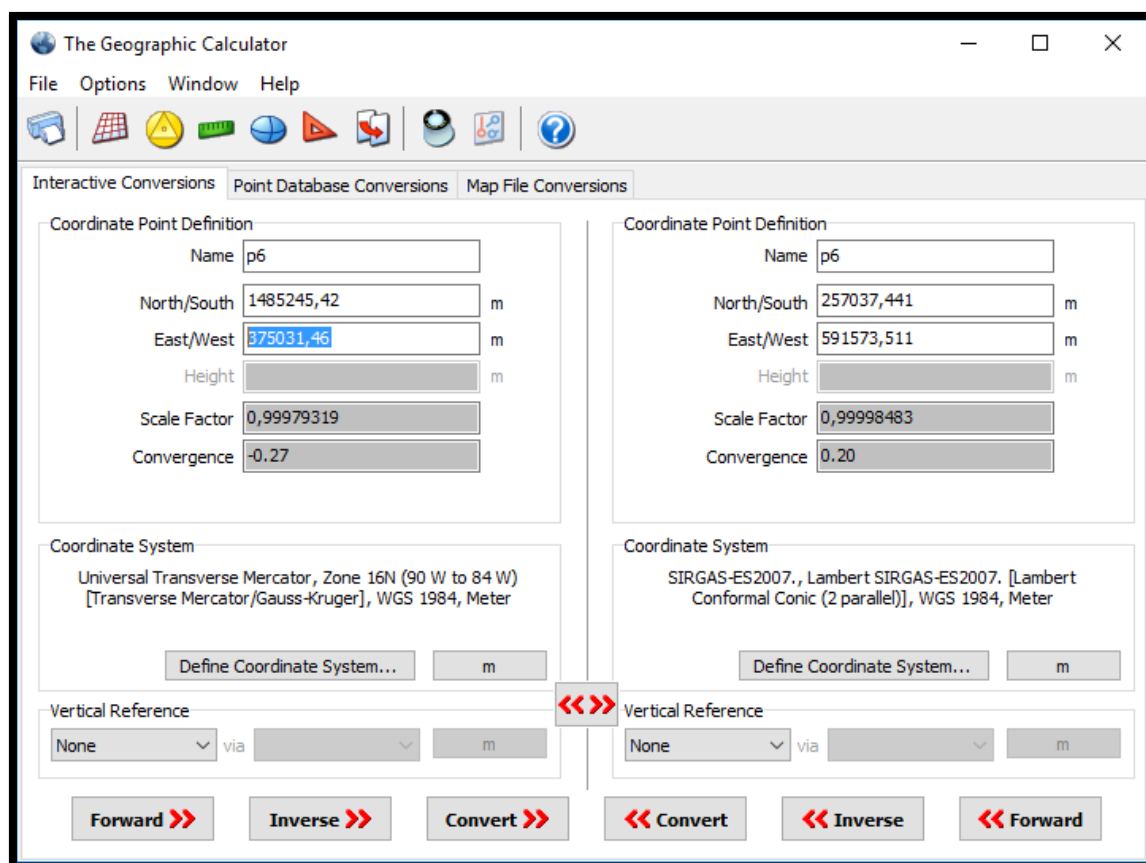 The Geographic Calculator
File Options Window Help
Interactive Conversions Point Database Conversions Map File Conversions
Coordinate Point Definition
Name p6
North/South 1485245,42 m
East/West 375031,46 m
Height m
Scale Factor 0,99979319
Convergence -0.27
Coordinate System
Universal Transverse Mercator, Zone 16N (90 W to 84 W)
[Transverse Mercator/Gauss-Kruger], WGS 1984, Meter
Define Coordinate System... m
Vertical Reference
None via m
Coordinate Point Definition
Name p6
North/South 257037,441 m
East/West 591573,511 m
Height m
Scale Factor 0,99998483
Convergence 0.20
Coordinate System
SIRGAS-ES2007., Lambert SIRGAS-ES2007. [Lambert
Conformal Conic (2 parallel)], WGS 1984, Meter
Define Coordinate System... m
Vertical Reference
None via m
Forward Inverse Convert Convert Inverse Forward